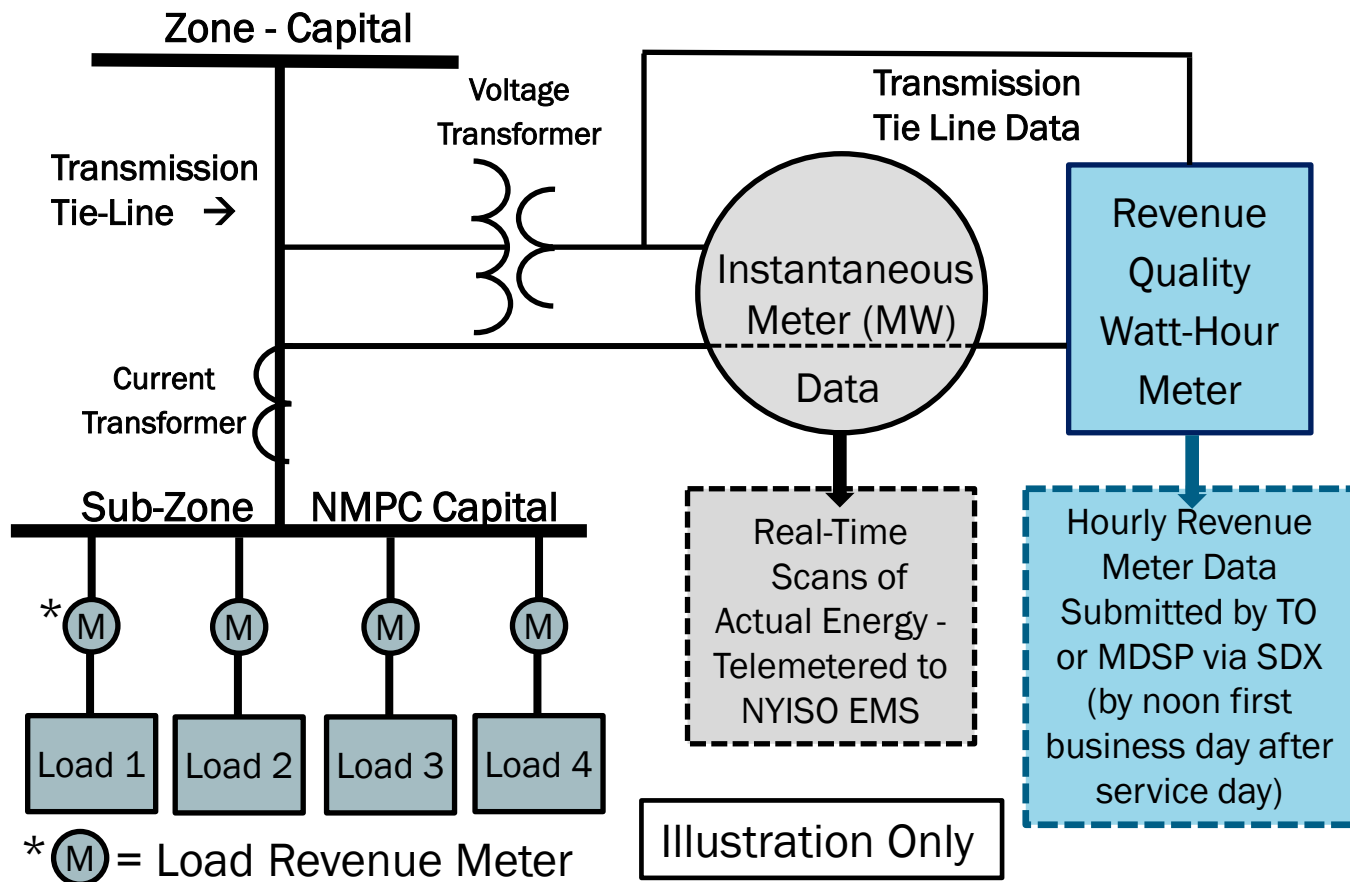 Zone - Capital
Voltage
Transformer
Transmission
Tie Line Data
Transmission
Tie-Line →
Revenue
Quality
Watt-Hour
Meter
Instantaneous
Meter (MW)
Data
Current
Transformer
Sub-Zone NMPC Capital
Real-Time
Scans of
Actual Energy -
Telemetered to
NYISO EMS
Hourly Revenue
Meter Data
Submitted by TO
or MDSP via SDX
(by noon first
business day after
service day)
* M M M M
Load 1 Load 2 Load 3 Load 4
Illustration Only
* M = Load Revenue Meter